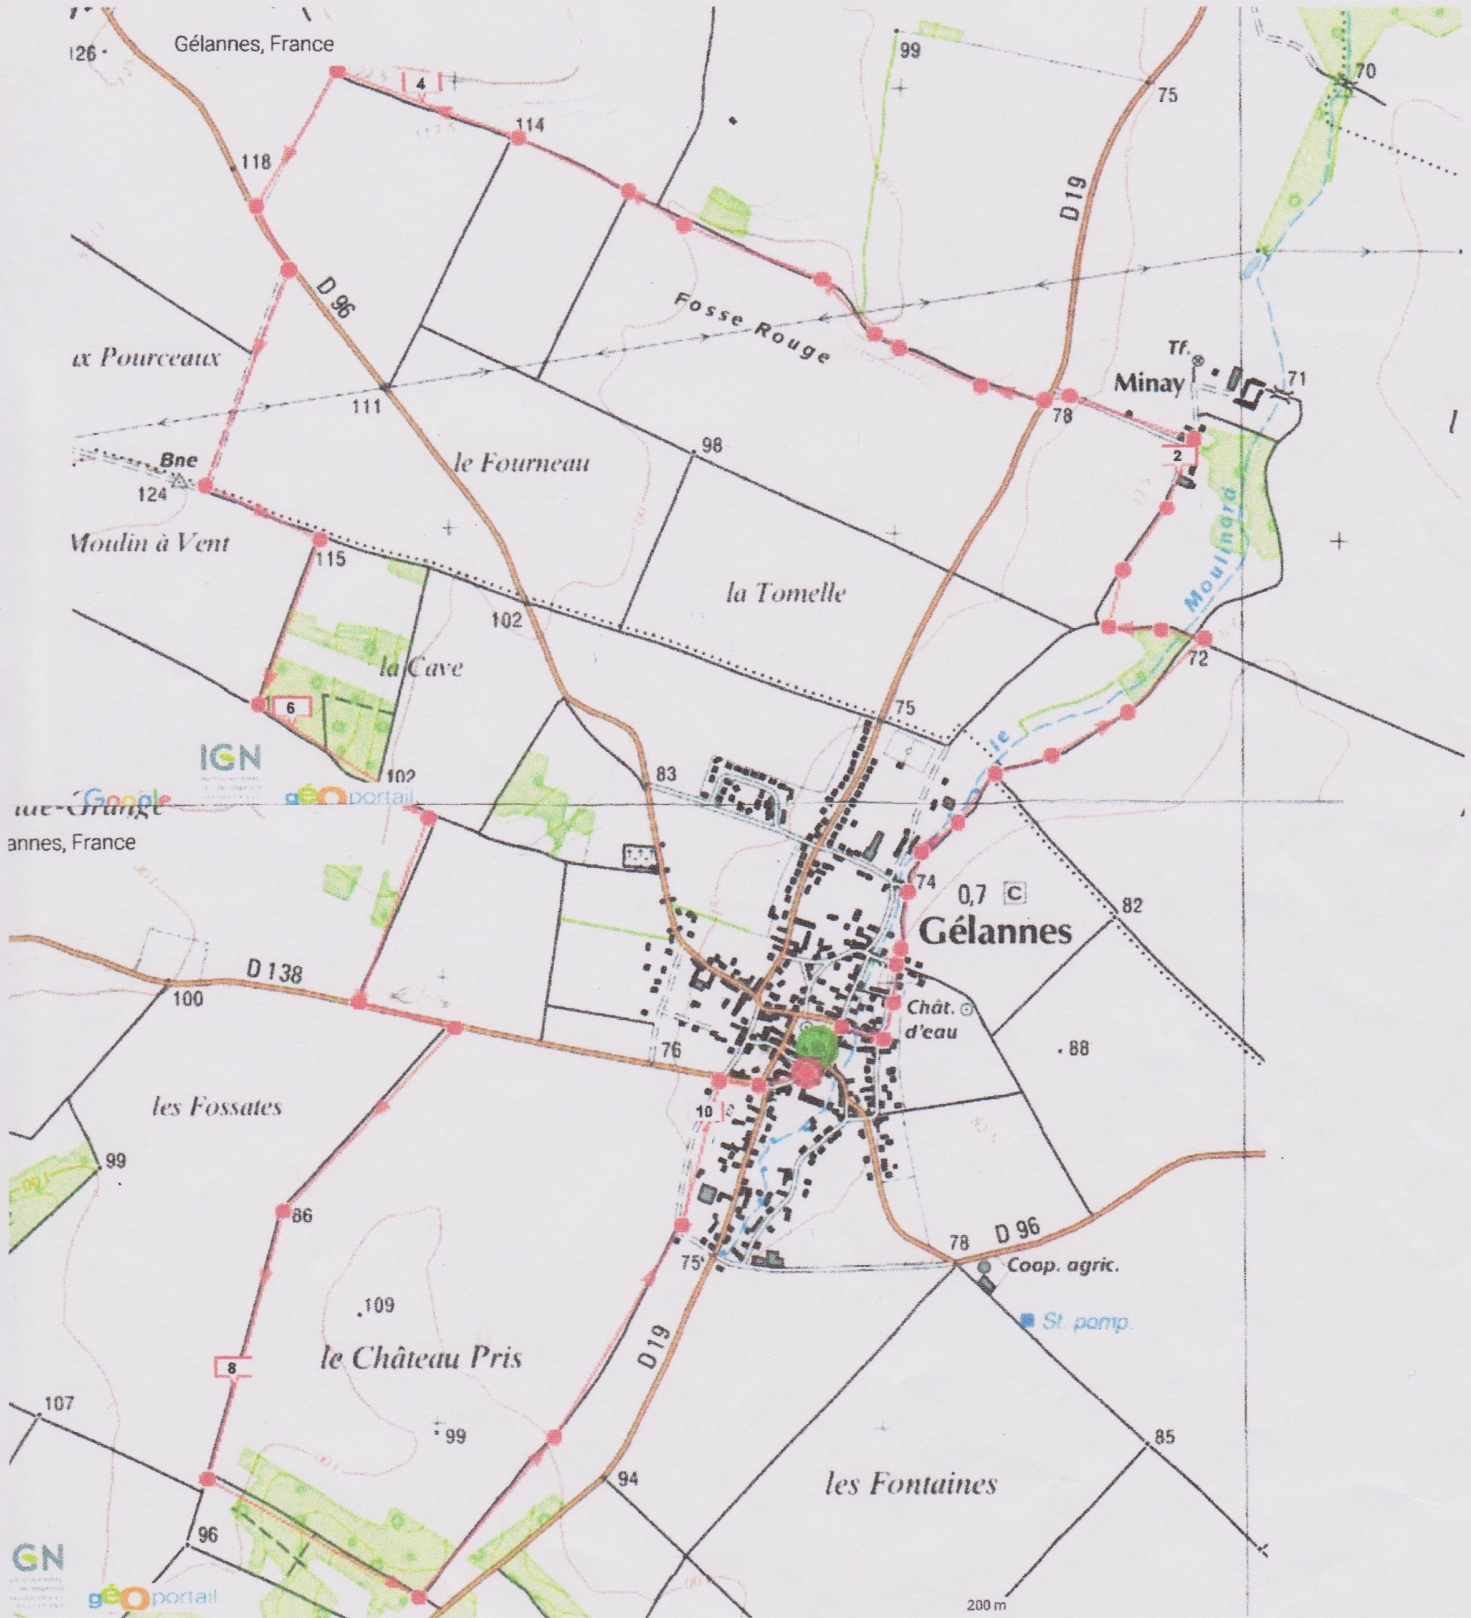 126
Gélannes, France
4
114
118
99
75
70
D 19
D 96
Fosse Rouge
ux Pourceaux
111
Tf.
Minay
71
78
2
98
le Fourneau
Bne
124
Moulin à Vent
115
102
la Tomelle
le Moulinard
72
la Cave
6
75
IGN
102
83
Google
géoportail
annes, France
74
0,7 C
Gélannes
82
D 138
100
Chât.
d'eau
76
88
10
les Fossates
99
86
75
78
D 96
Coop. agric.
St. pomp.
109
D 19
le Château Pris
8
107
99
94
85
les Fontaines
96
GN
géoportail
200 m